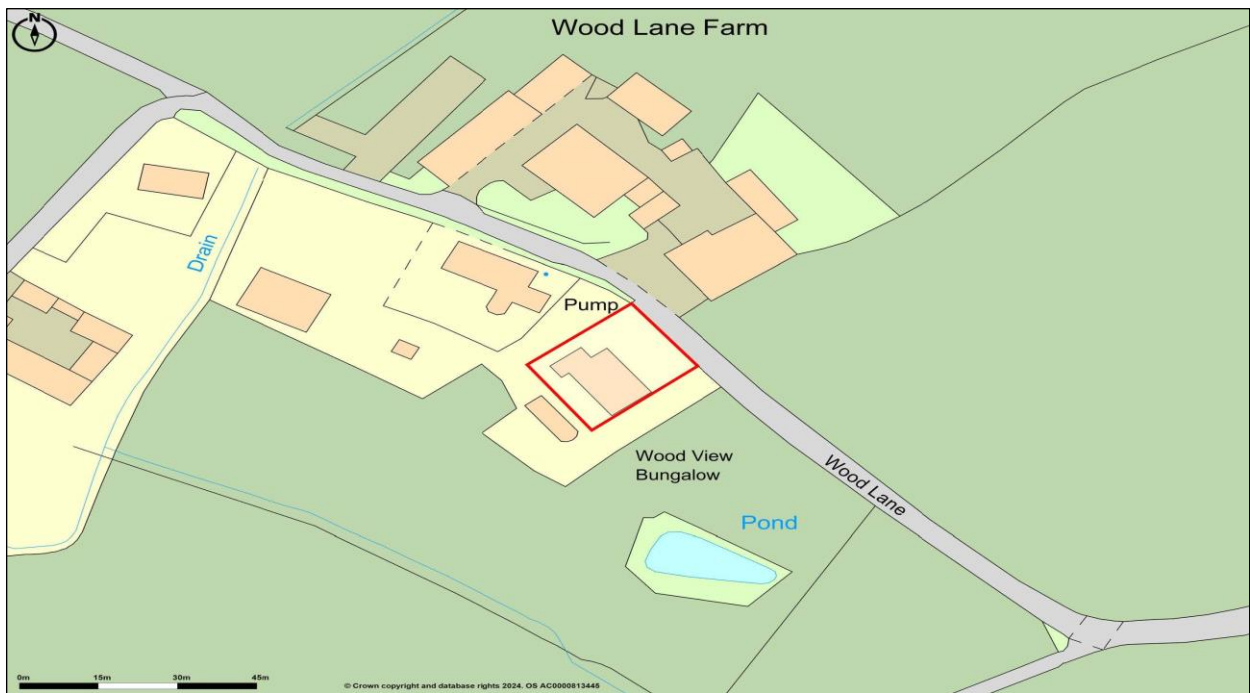 N
Wood Lane Farm
Drain
Pump
Wood View
Bungalow
Wood Lane
Pond
0m 15m 30m 45m
© Crown copyright and database rights 2024. OS AC0000813445